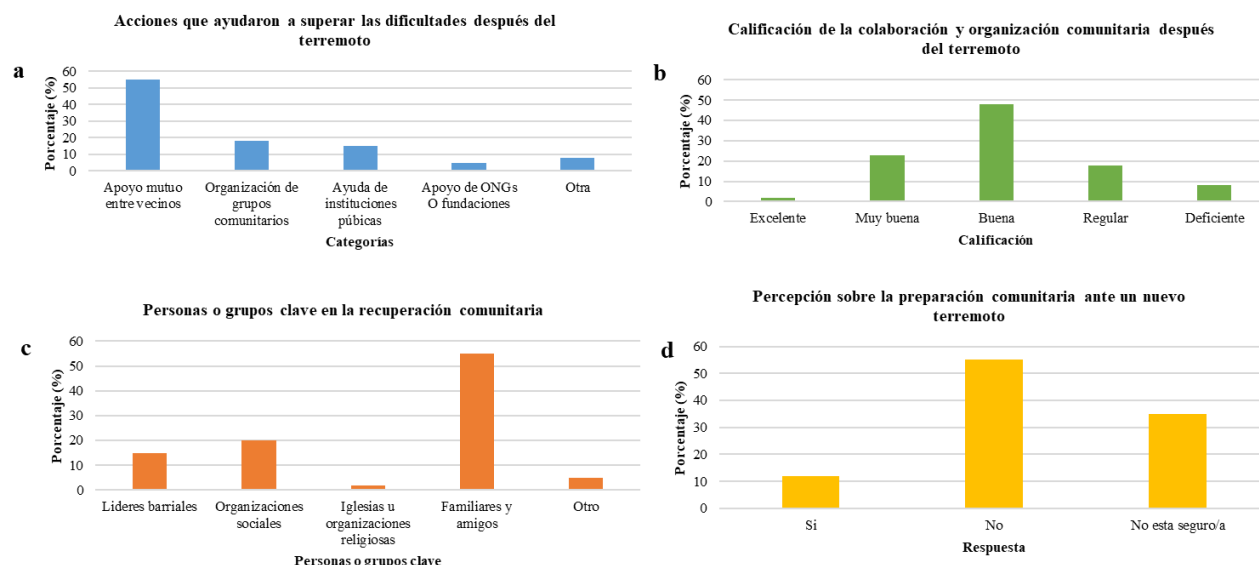 Acciones que ayudaron a superar las dificultades después del
terremoto
a
Porcentaje (%)
60
50
40
30
20
10
0
Apoyo mutuo
entre vecinos
Organización de
grupos
comunitarios
Ayuda de
instituciones
púbicas
Apoyo de ONGs
O fundaciones
Otra
Categorías
Calificación de la colaboración y organización comunitaria después
del terremoto
b
Porcentaje (%)
60
50
40
30
20
10
0
Excelente
Muy buena
Buena
Regular
Deficiente
Calificación
Personas o grupos clave en la recuperación comunitaria
c
Porcentaje (%)
60
50
40
30
20
10
0
Lideres barriales
Organizaciones
sociales
Iglesias u
organizaciones
religiosas
Familiares y
amigos
Otro
Personas o grupos clave
Percepción sobre la preparación comunitaria ante un nuevo
terremoto
d
Porcentaje (%)
60
50
40
30
20
10
0
Si
No
No esta seguro/a
Respuesta